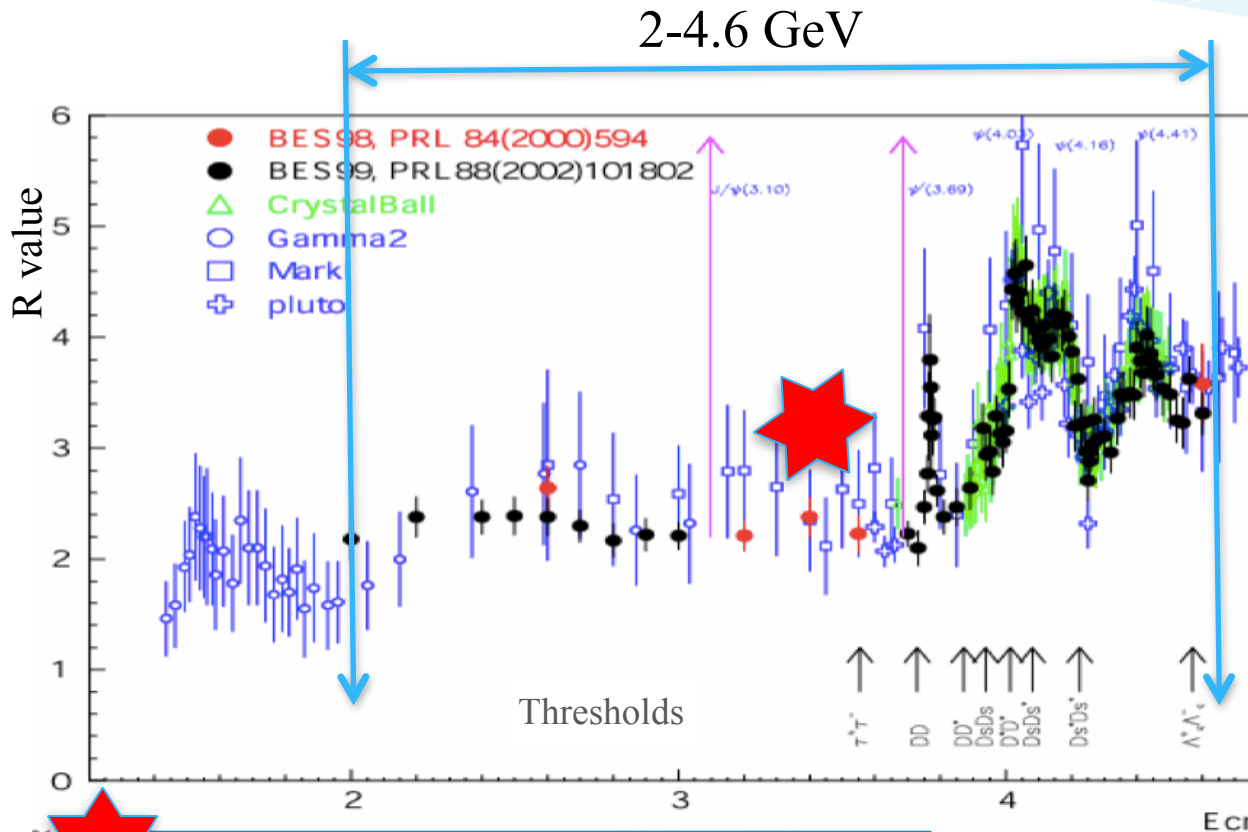 2-4.6 GeV
6
BES98, PRL 84(2000)594
BES99, PRL88(2002)101802
CrystalBall
Gamma2
Mark
pluto
J/ψ(3.10)
ψ'(3.69)
ψ(4.03)
ψ(4.16)
ψ(4.41)
R value
5
4
3
2
1
0
Thresholds
τ⁺τ⁻
DD
DD*
DsDs
D*D*
DsDs*
Ds*Ds*
2
3
4
Ecm